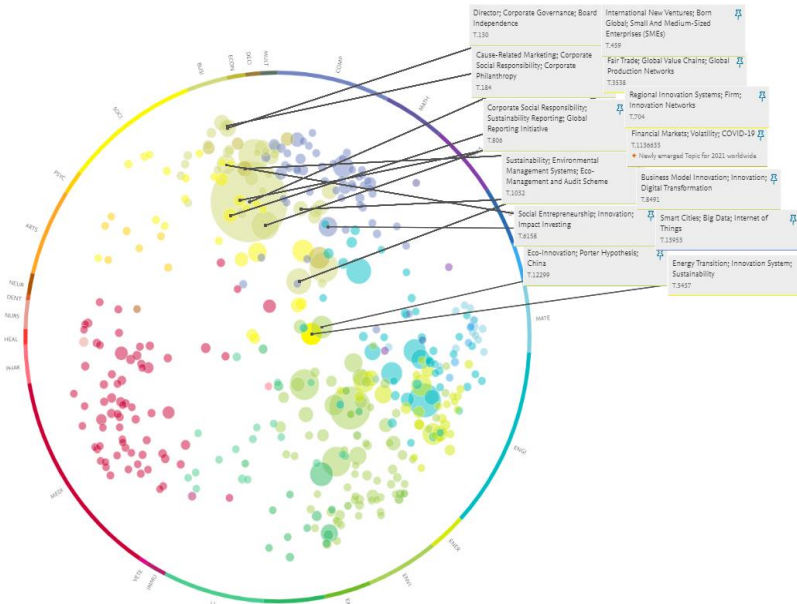 Director; Corporate Governance; Board
Independence
T.130
International New Ventures; Born
Global; Small And Medium-Sized
Enterprises (SMEs)
T.459
Cause-Related Marketing; Corporate
Social Responsibility; Corporate
Philanthropy
T.184
Fair Trade; Global Value Chains; Global
Production Networks
T.3538
Regional Innovation Systems; Firm;
Innovation Networks
T.704
Corporate Social Responsibility;
Sustainability Reporting; Global
Reporting Initiative
T.806
Financial Markets; Volatility; COVID-19
T.1136635
Newly emerged Topic for 2021 worldwide
Sustainability; Environmental
Management Systems; Eco-
Management and Audit Scheme
T.1032
Business Model Innovation; Innovation;
Digital Transformation
T.8491
Social Entrepreneurship; Innovation;
Impact Investing
T.6158
Smart Cities; Big Data; Internet of
Things
T.13953
Eco-Innovation; Porter Hypothesis;
China
T.12299
Energy Transition; Innovation System;
Sustainability
T.5457
MULT
DECI
ECON
BUSI
SOCI
PSYC
ARTS
NEUR
DENT
NURS
HEAL
PHAR
MEDI
VETE
IMMU
ENVI
ENER
ENGI
MATE
MATH
COMP